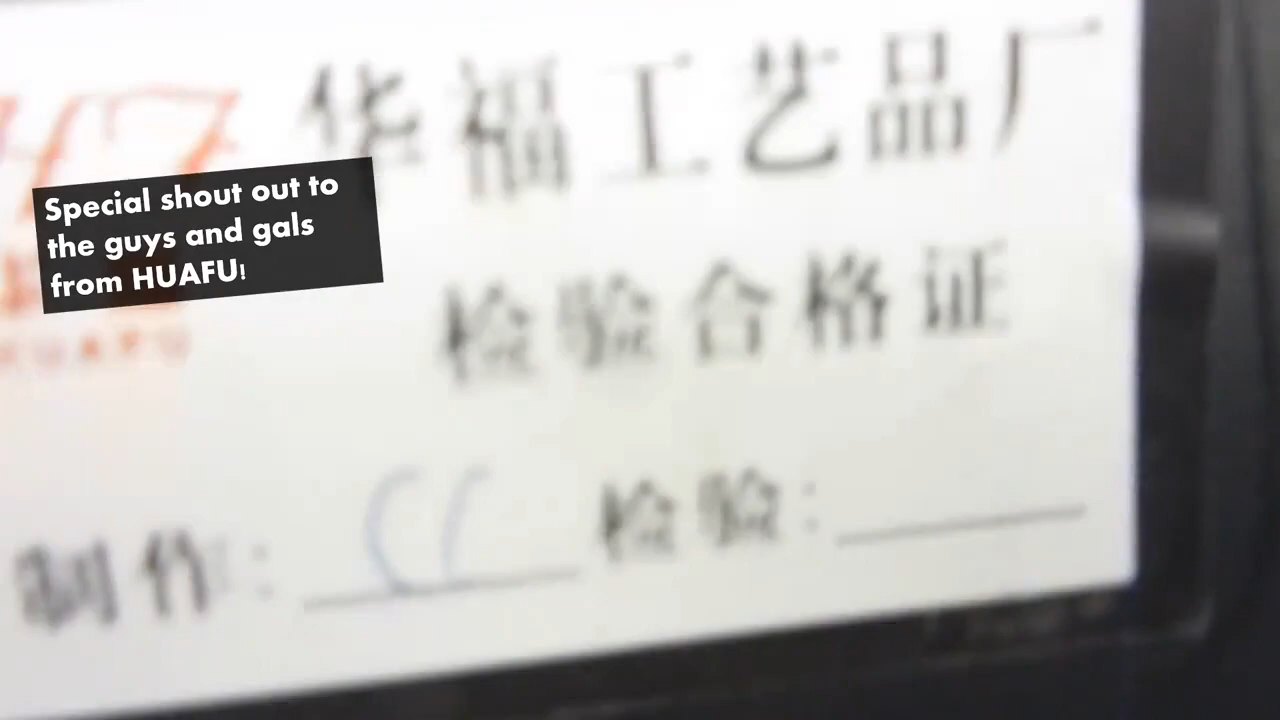 华福工艺品厂
Special shout out to
the guys and gals
from HUAFU!
HUAFU
检验合格证
制作: 检验: